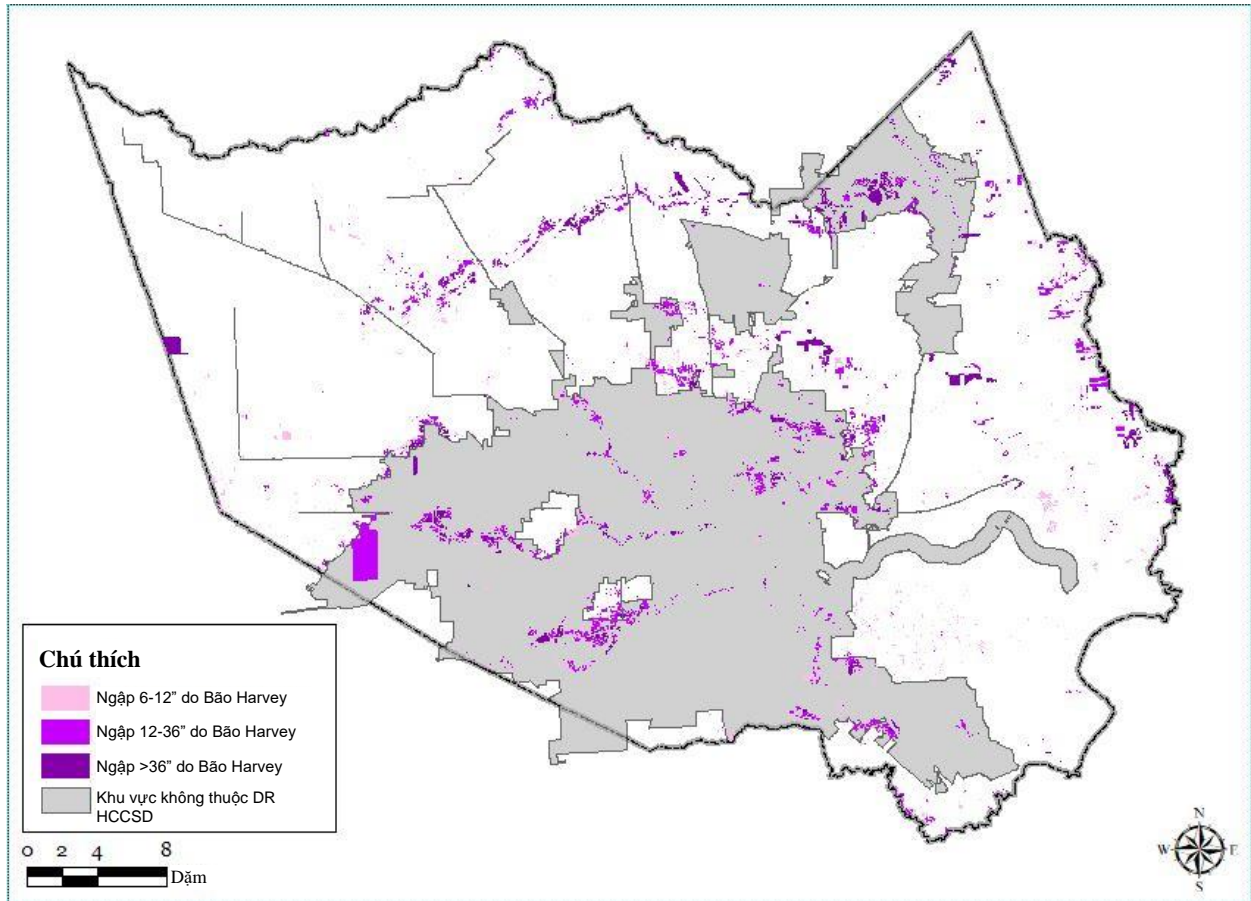 Chú thích
Ngập 6-12” do Bão Harvey
Ngập 12-36” do Bão Harvey
Ngập >36” do Bão Harvey
Khu vực không thuộc DR
HCCSD
0 2 4 8
Dặm
N
W E
S